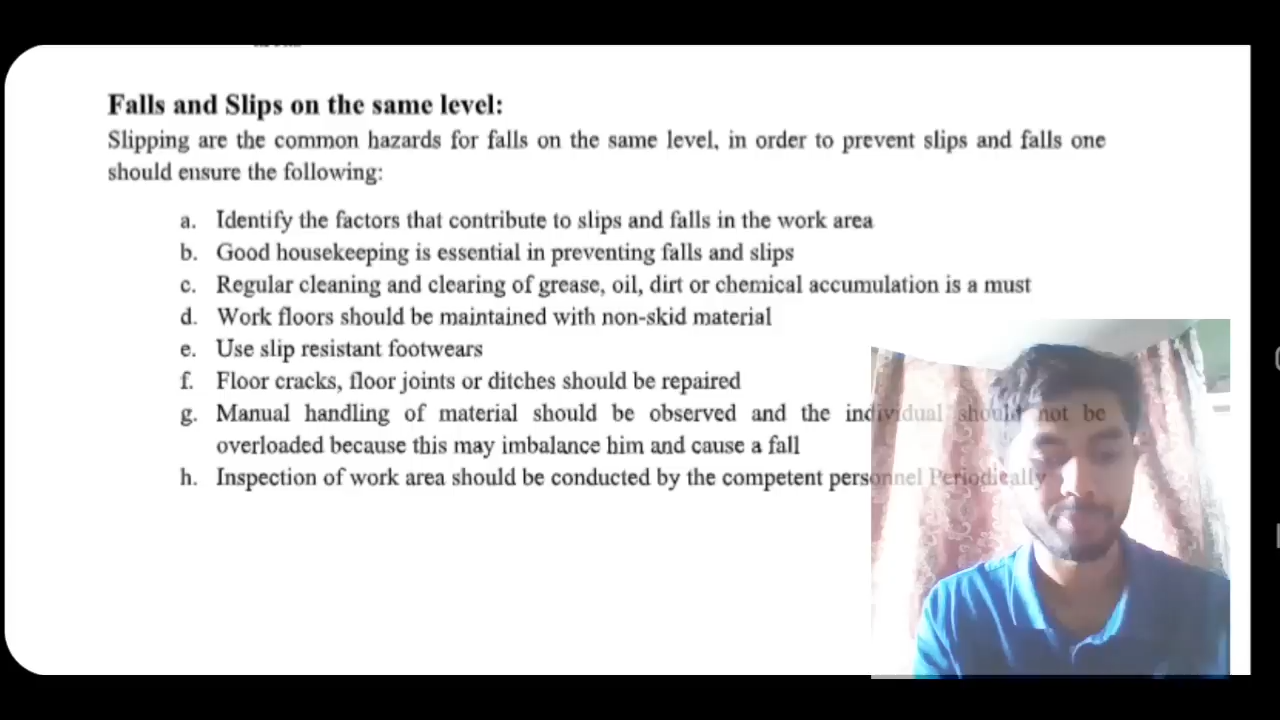 Falls and Slips on the same level:
Slipping are the common hazards for falls on the same level, in order to prevent slips and falls one
should ensure the following:
a. Identify the factors that contribute to slips and falls in the work area
b. Good housekeeping is essential in preventing falls and slips
c. Regular cleaning and clearing of grease, oil, dirt or chemical accumulation is a must
d. Work floors should be maintained with non-skid material
e. Use slip resistant footwears
f. Floor cracks, floor joints or ditches should be repaired
g. Manual handling of material should be observed and the individual should not be
overloaded because this may imbalance him and cause a fall
h. Inspection of work area should be conducted by the competent personnel Periodically